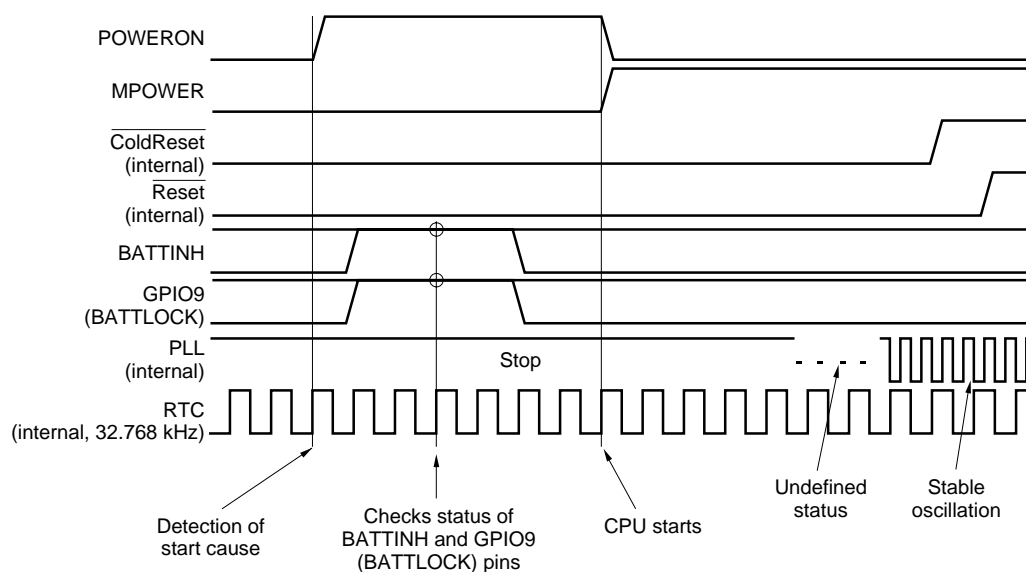 POWERON
MPOWER
ColdReset
(internal)
Reset
(internal)
BATTINH
GPIO9
(BATTLOCK)
PLL
(internal)
Stop
RTC
(internal, 32.768 kHz)
Detection of
start cause
Checks status of
BATTINH and GPIO9
(BATTLOCK) pins
CPU starts
Undefined
status
Stable
oscillation